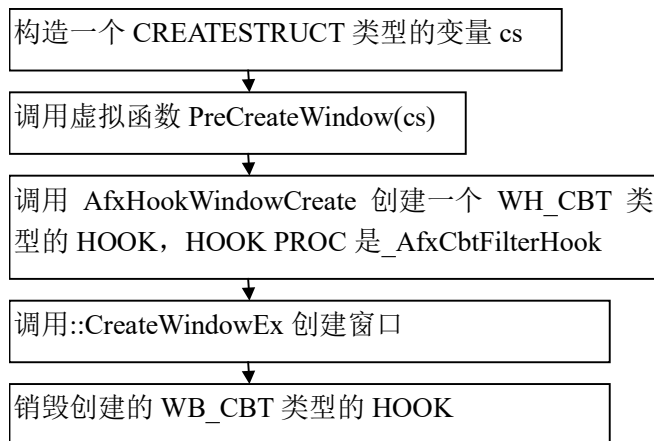 构造一个 CREATESTRUCT 类型的变量 cs
调用虚拟函数 PreCreateWindow(cs)
调用 AfxHookWindowCreate 创建一个 WH_CBT 类
型的 HOOK，HOOK PROC 是_AfxCbtFilterHook
调用::CreateWindowEx 创建窗口
销毁创建的 WB_CBT 类型的 HOOK